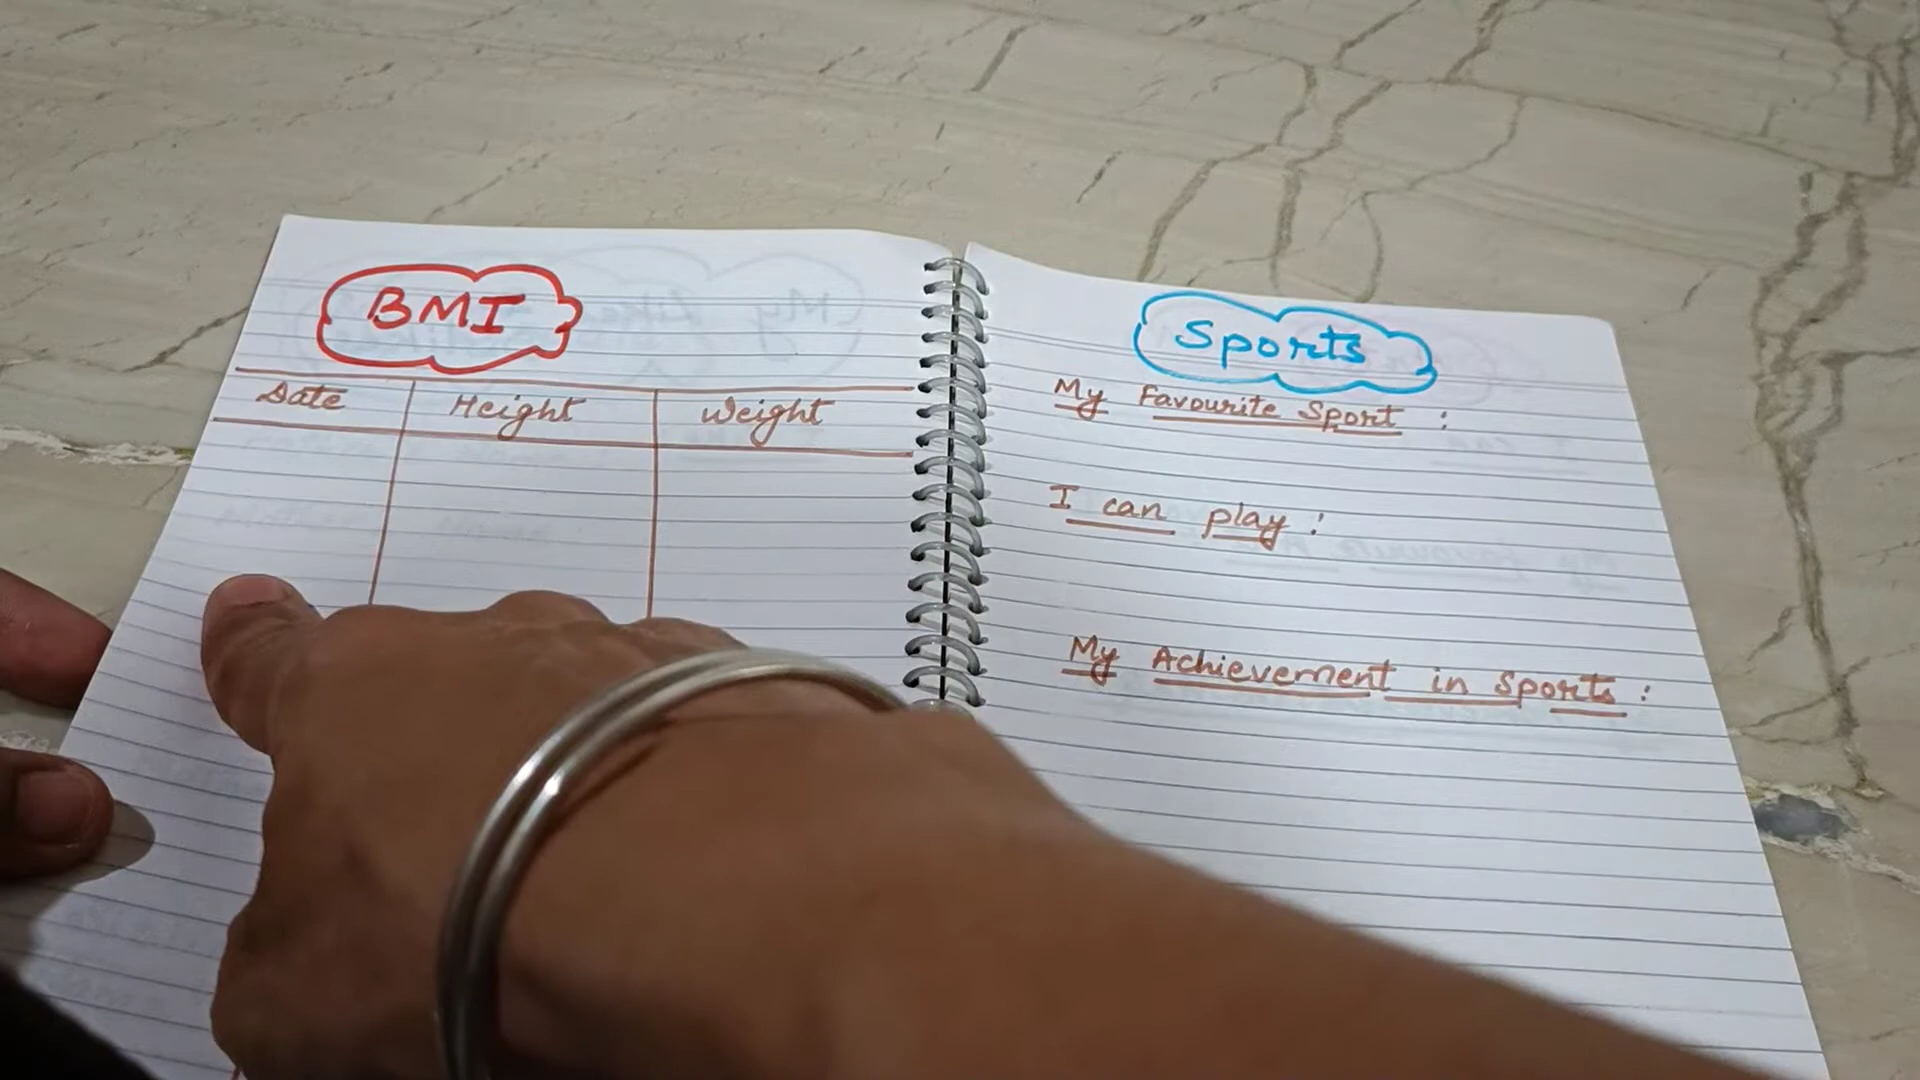 BMI
Date Height Weight
Sports
My Favourite Sport :
I can play :
My Achievement in Sports :